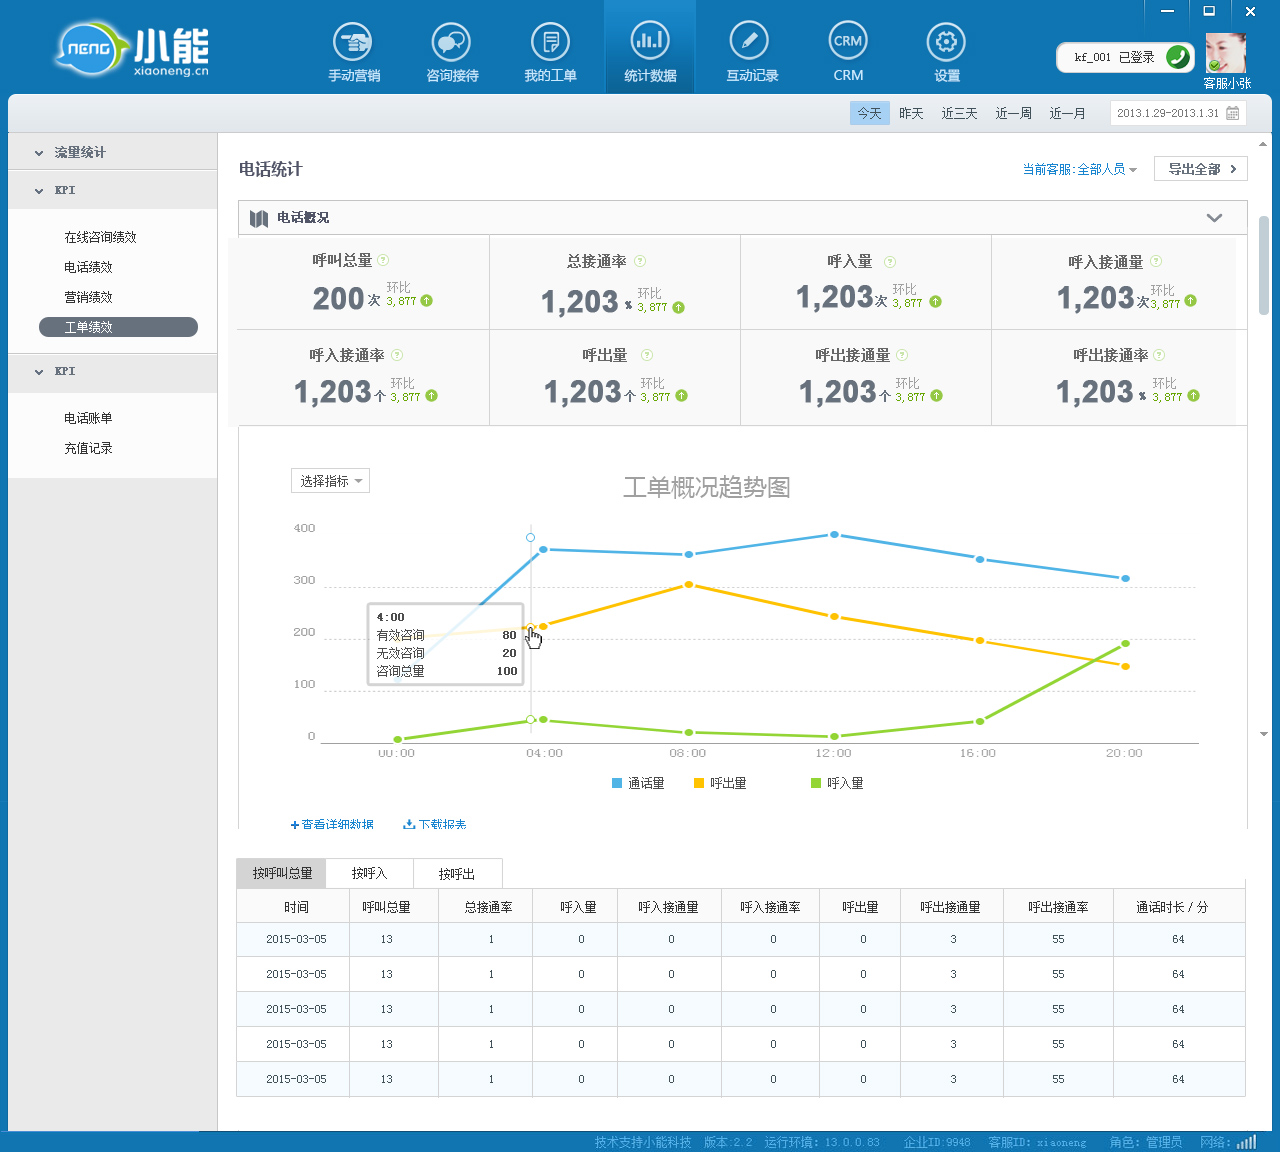 NENG 小能
xiaoneng.cn
手动营销 咨询接待 我的工单 统计数据 互动记录 CRM CRM 设置
kf_001 已登录
客服小张
今天 昨天 近三天 近一周 近一月 2013.1.29-2013.1.31
流量统计
KPI
在线咨询绩效
电话绩效
营销绩效
工单绩效
KPI
电话账单
充值记录
电话统计 当前客服:全部人员 导出全部
电话概况
呼叫总量 ? 总接通率 ? 呼入量 ? 呼入接通量 ?
200 次 环比 3,877 1,203 % 环比 3,877 1,203 次 环比 3,877 1,203 次 环比 3,877
呼入接通率 ? 呼出量 ? 呼出接通量 ? 呼出接通率 ?
1,203 个 环比 3,877 1,203 个 环比 3,877 1,203 个 环比 3,877 1,203 % 环比 3,877
选择指标 工单概况趋势图
400
300
200
100
0
4:00
有效咨询 80
无效咨询 20
咨询总量 100
00:00 04:00 08:00 12:00 16:00 20:00
通话量 呼出量 呼入量
+查看详细数据 下载报表
按呼叫总量 按呼入 按呼出
时间 呼叫总量 总接通率 呼入量 呼入接通量 呼入接通率 呼出量 呼出接通量 呼出接通率 通话时长 / 分
2015-03-05 13 1 0 0 0 0 3 55 64
2015-03-05 13 1 0 0 0 0 3 55 64
2015-03-05 13 1 0 0 0 0 3 55 64
2015-03-05 13 1 0 0 0 0 3 55 64
2015-03-05 13 1 0 0 0 0 3 55 64
技术支持小能科技 版本:2.2 运行环境: 13.0.0.83 企业ID:9948 客服ID: xiaoneng 角色: 管理员 网络: